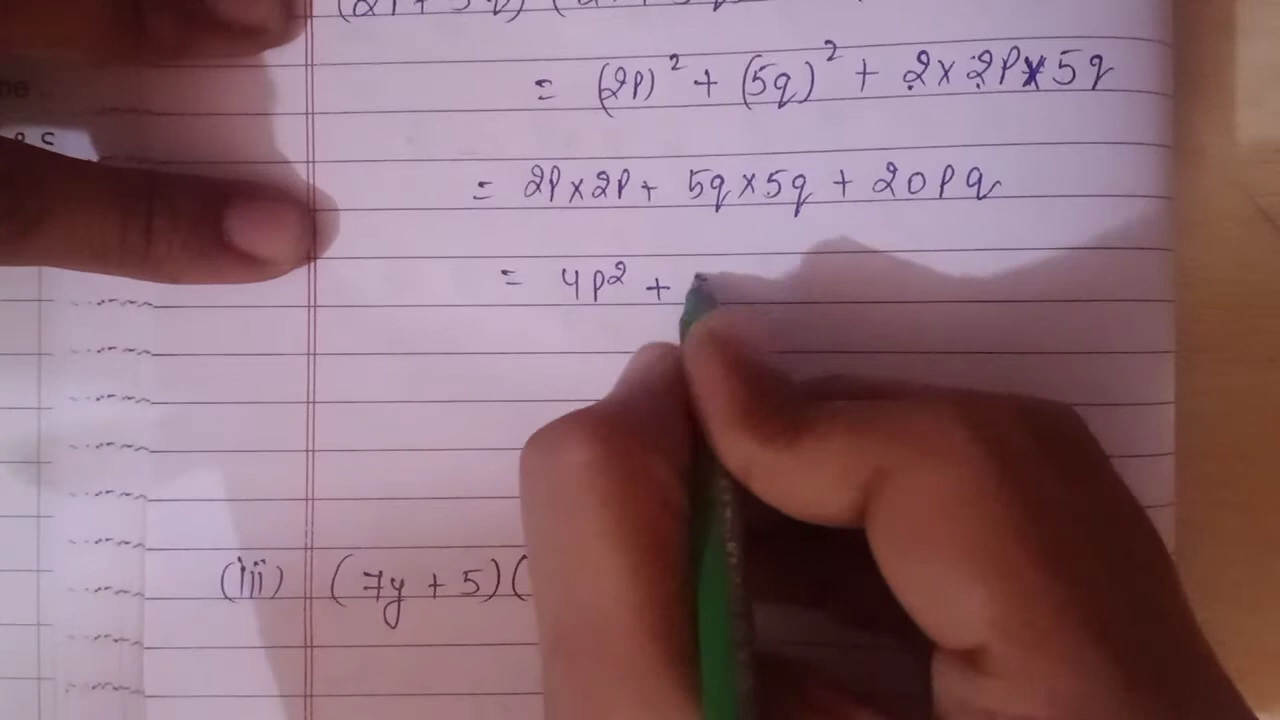 = (2p)² + (5q)² + 2×2p×5q
= 2p×2p + 5q×5q + 20pq
= 4p² +
(iii) (7y + 5)(